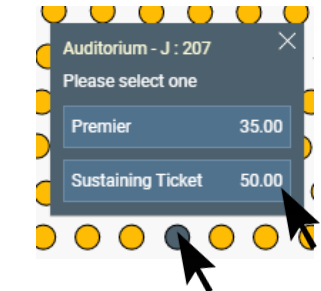 Auditorium - J : 207
Please select one
Premier 35.00
Sustaining Ticket 50.00